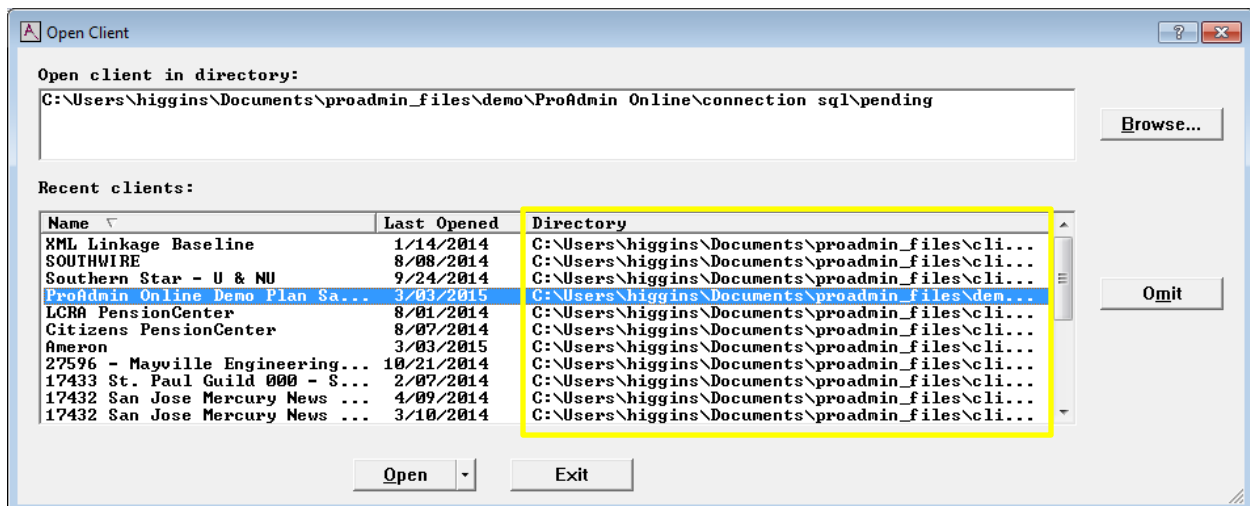 Open Client
Open client in directory:
C:\Users\higgins\Documents\proadmin_files\demo\ProAdmin Online\connection sql\pending
Browse...
Recent clients:
Name Last Opened Directory
XML Linkage Baseline 1/14/2014 C:\Users\higgins\Documents\proadmin_files\cli...
SOUTHWIRE 8/08/2014 C:\Users\higgins\Documents\proadmin_files\cli...
Southern Star - U & NU 9/24/2014 C:\Users\higgins\Documents\proadmin_files\cli...
ProAdmin Online Demo Plan Sa... 3/03/2015 C:\Users\higgins\Documents\proadmin_files\dem...
LCRA PensionCenter 8/01/2014 C:\Users\higgins\Documents\proadmin_files\cli...
Citizens PensionCenter 8/07/2014 C:\Users\higgins\Documents\proadmin_files\cli...
Ameron 3/03/2015 C:\Users\higgins\Documents\proadmin_files\cli...
27596 - Mayville Engineering... 10/21/2014 C:\Users\higgins\Documents\proadmin_files\cli...
17433 St. Paul Guild 000 - S... 2/07/2014 C:\Users\higgins\Documents\proadmin_files\cli...
17432 San Jose Mercury News ... 4/09/2014 C:\Users\higgins\Documents\proadmin_files\cli...
17432 San Jose Mercury News ... 3/10/2014 C:\Users\higgins\Documents\proadmin_files\cli...
Omit
Open Exit